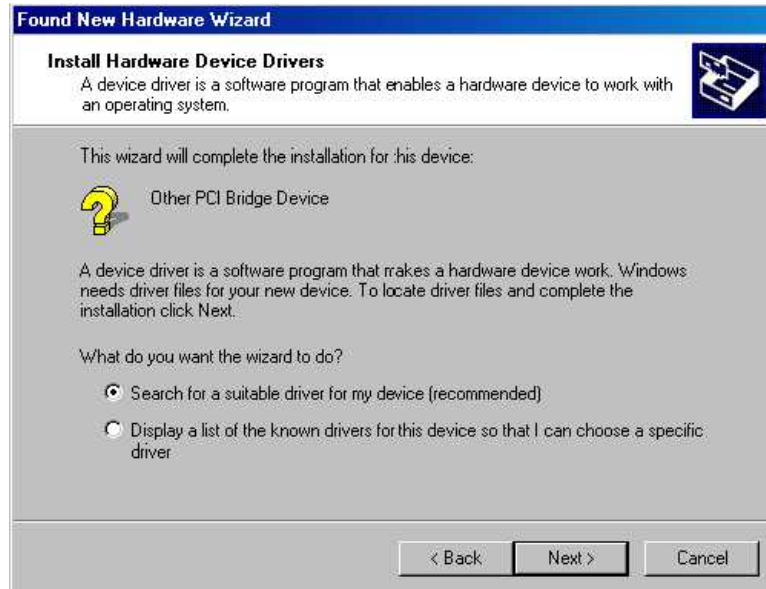 Found New Hardware Wizard
Install Hardware Device Drivers
A device driver is a software program that enables a hardware device to work with
an operating system.
This wizard will complete the installation for :his device:
Other PCI Bridge Device
A device driver is a software program that makes a hardware device work. Windows
needs driver files for your new device. To locate driver files and complete the
installation click Next.
What do you want the wizard to do?
Search for a suitable driver for my device (recommended)
Display a list of the known drivers for this device so that I can choose a specific
driver
< Back
Next >
Cancel